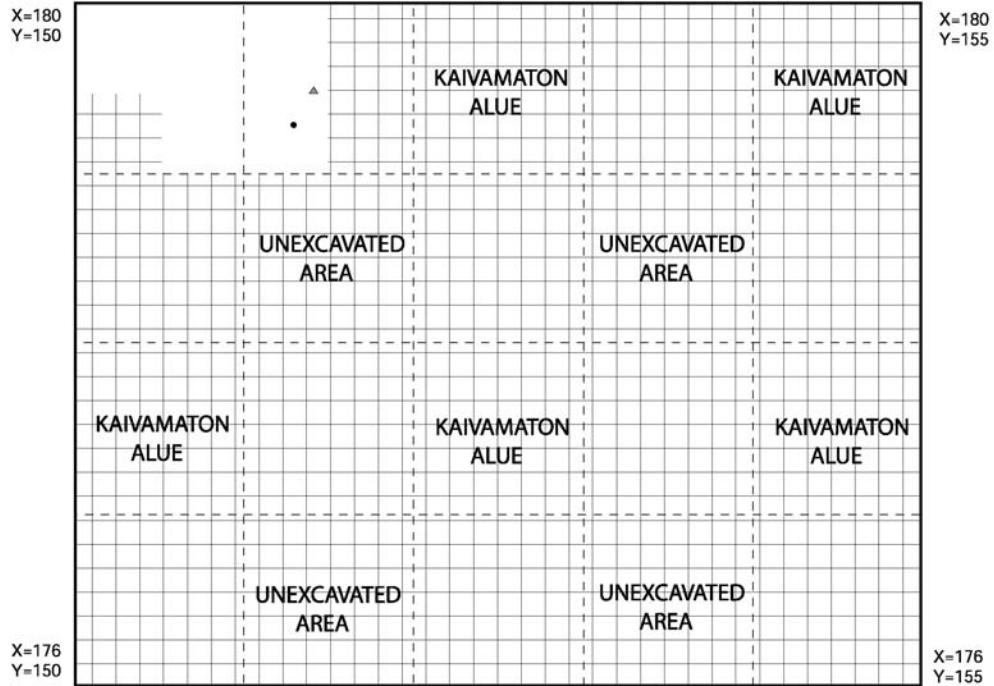 X=180
Y=150
X=180
Y=155
KAIVAMATON
ALUE
KAIVAMATON
ALUE
UNEXCAVATED
AREA
UNEXCAVATED
AREA
KAIVAMATON
ALUE
KAIVAMATON
ALUE
KAIVAMATON
ALUE
UNEXCAVATED
AREA
UNEXCAVATED
AREA
X=176
Y=150
X=176
Y=155